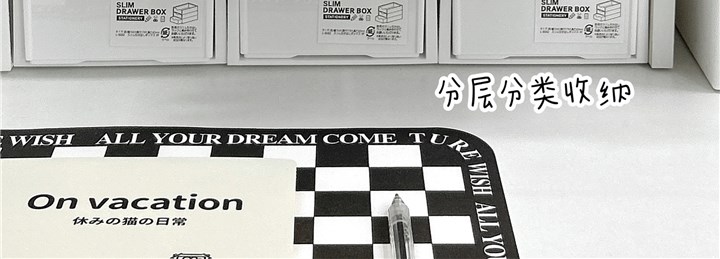 SLIM
DRAWER BOX
STATIONERY
SLIM
DRAWER BOX
STATIONERY
SLIM
DRAWER BOX
STATIONERY
分层分类收纳
WISH ALL YOUR DREAM COME TURE WISH ALL YO
On vacation
休みの猫の日常